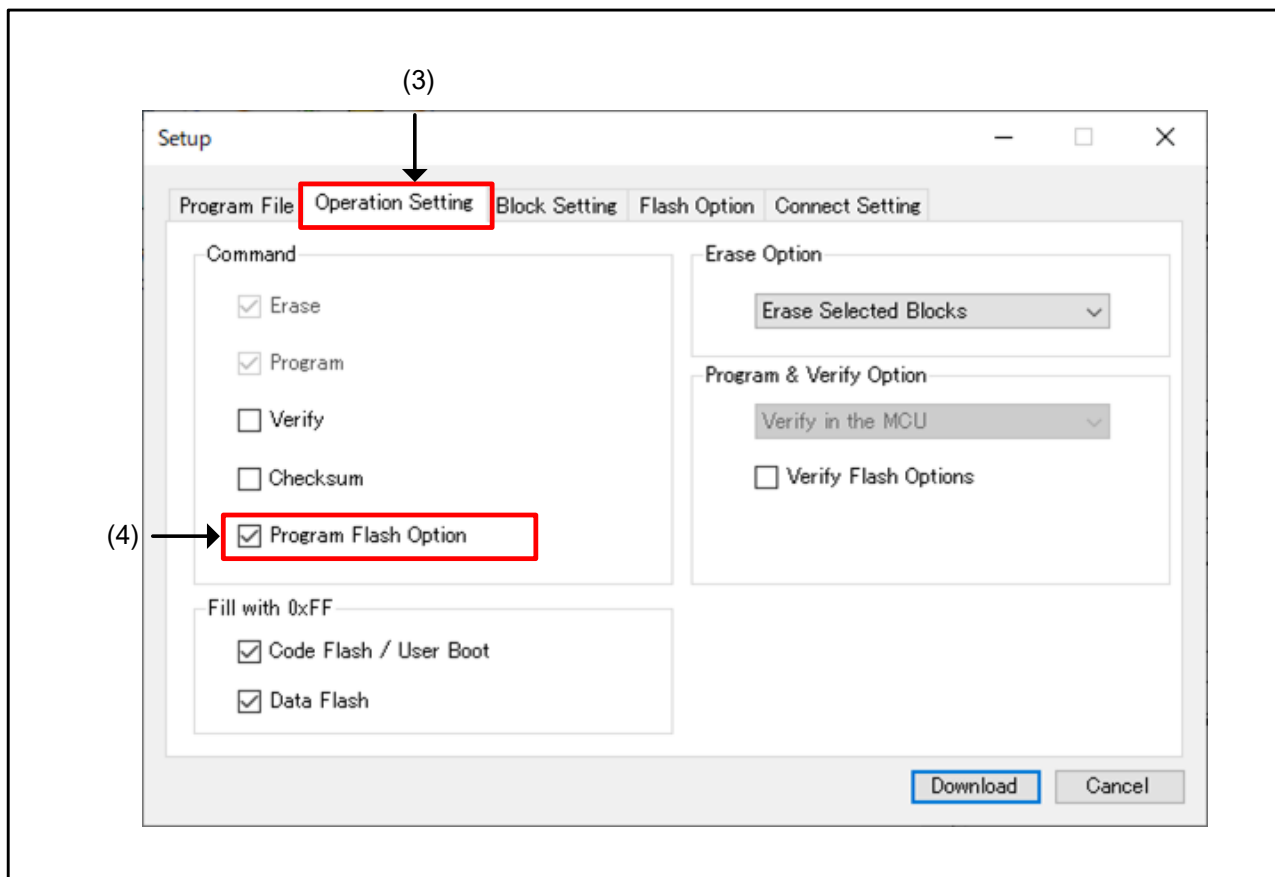 (3)
Setup
Program File Operation Setting Block Setting Flash Option Connect Setting
Command
Erase
Program
Verify
Checksum
(4)
Program Flash Option
Fill with 0xFF
Code Flash / User Boot
Data Flash
Erase Option
Erase Selected Blocks
Program & Verify Option
Verify in the MCU
Verify Flash Options
Download Cancel